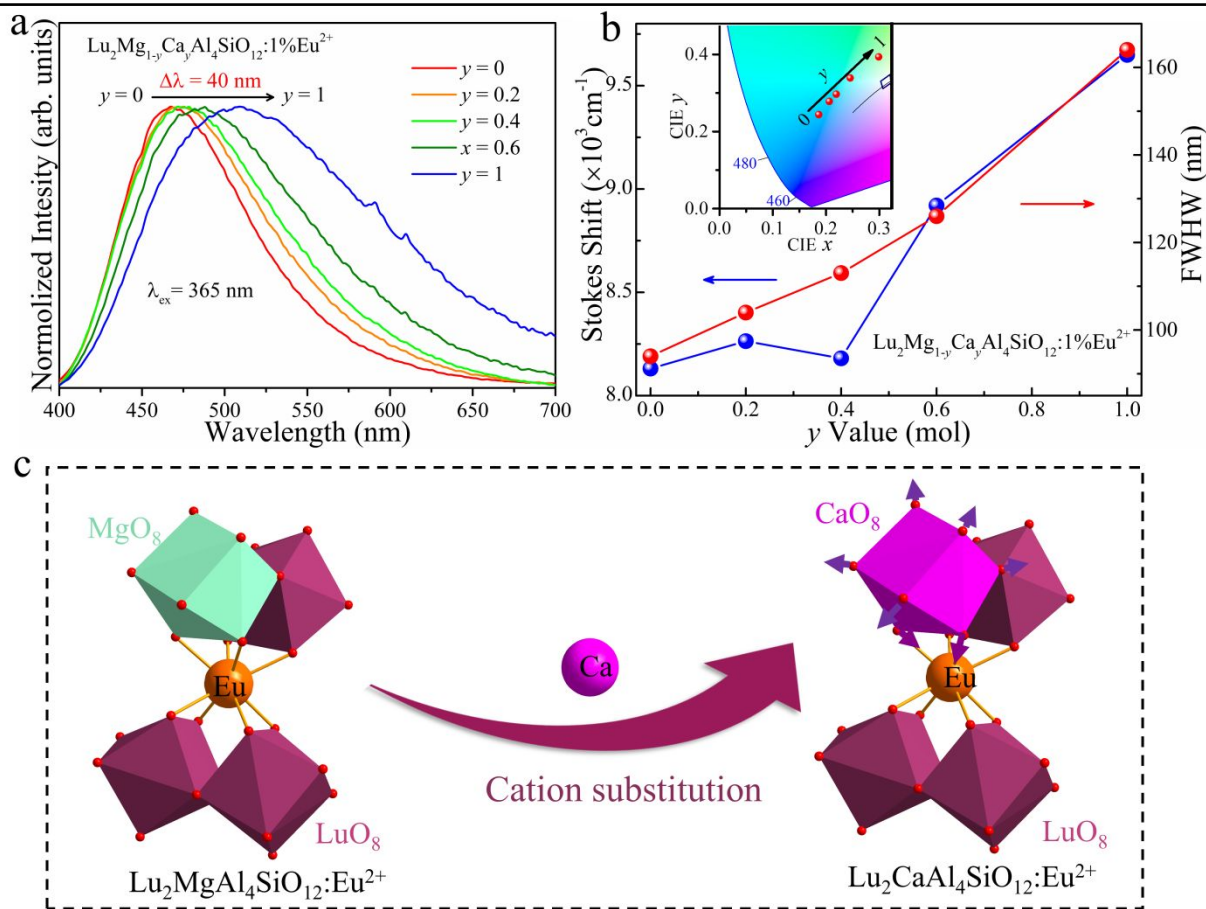 a
Lu₂Mg₁₋yCayAl₄SiO₁₂:1%Eu²⁺
Δλ = 40 nm
y = 0
y = 1
y = 0
y = 0.2
y = 0.4
x = 0.6
y = 1
λex = 365 nm
Normalized Intesity (arb. units)
400 450 500 550 600 650 700
Wavelength (nm)
b
9.5
9.0
8.5
8.0
Stokes Shift (×10³ cm⁻¹)
0.4
0.2
0.0
CIE y
480
460
0
y
1
0.0 0.1 0.2 0.3
CIE x
160
140
120
100
FWHW (nm)
Lu₂Mg₁₋yCayAl₄SiO₁₂:1%Eu²⁺
0.0 0.2 0.4 0.6 0.8 1.0
y Value (mol)
c
MgO₈
Eu
LuO₈
Lu₂MgAl₄SiO₁₂:Eu²⁺
Ca
Cation substitution
CaO₈
Eu
LuO₈
Lu₂CaAl₄SiO₁₂:Eu²⁺